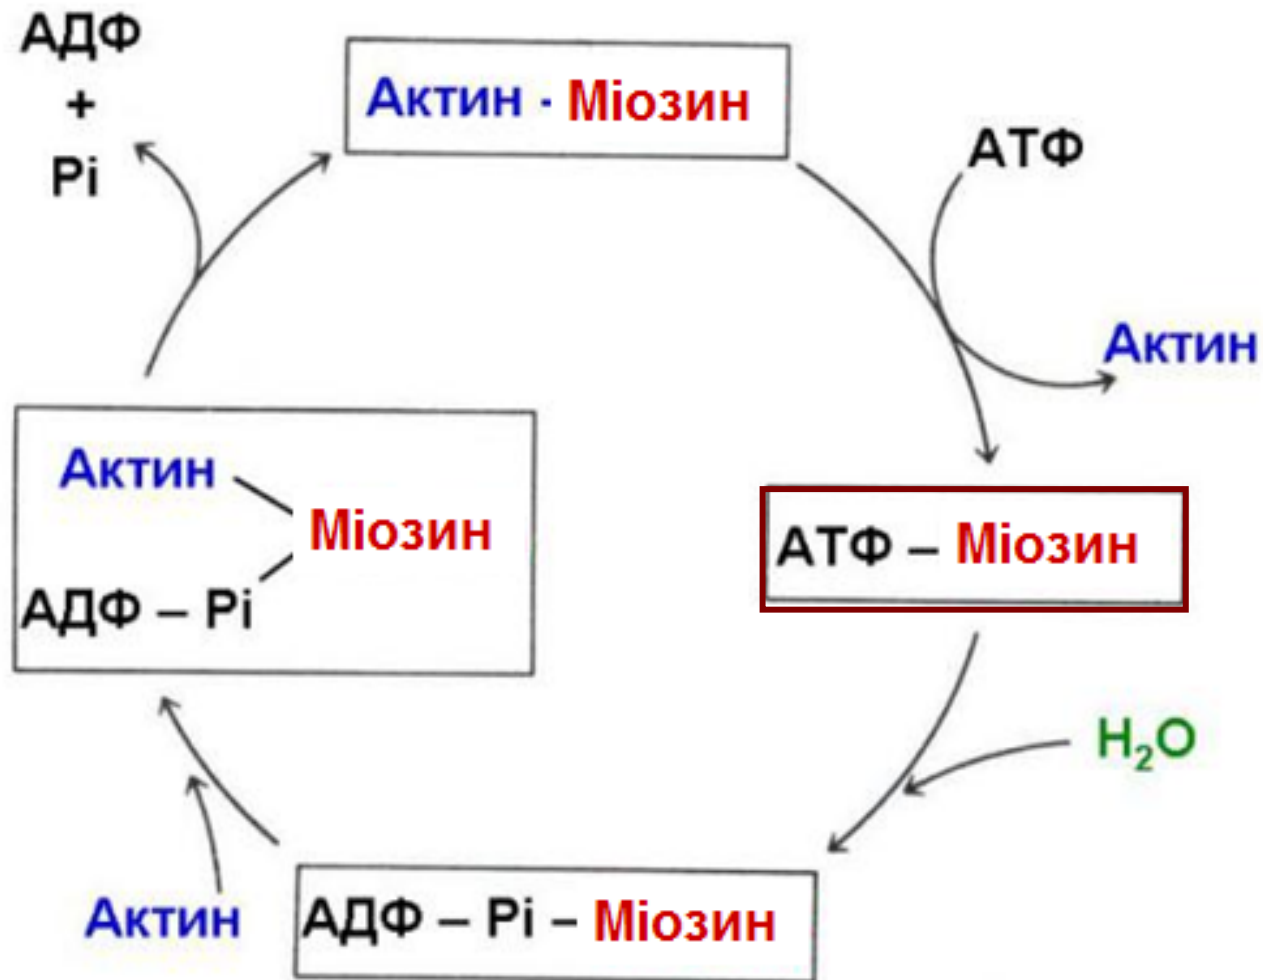 АДФ
+
Pi
Актин - Міозин
АТФ
Актин
Актин
Міозин
АДФ – Pi
АТФ – Міозин
H₂O
Актин
АДФ – Pi – Міозин